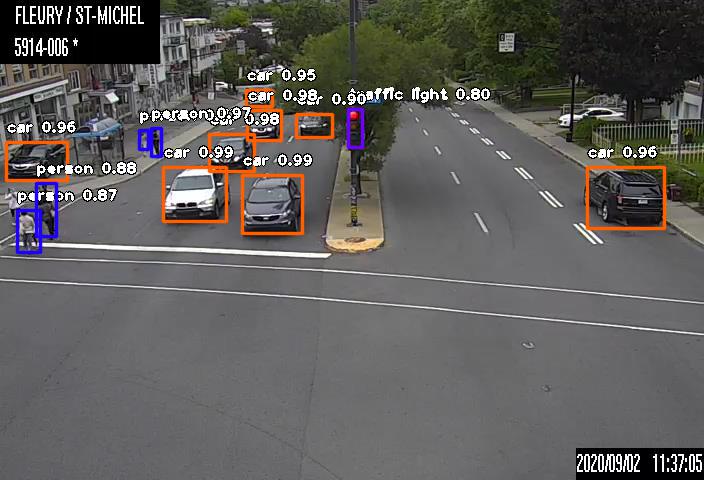 FLEURY / ST-MICHEL
5914-006 *
car 0.95
car 0.98
car 0.90
traffic light 0.80
person 0.97
car 0.98
car 0.96
car 0.99
car 0.99
car 0.96
person 0.88
person 0.87
2020/09/02 11:37:05